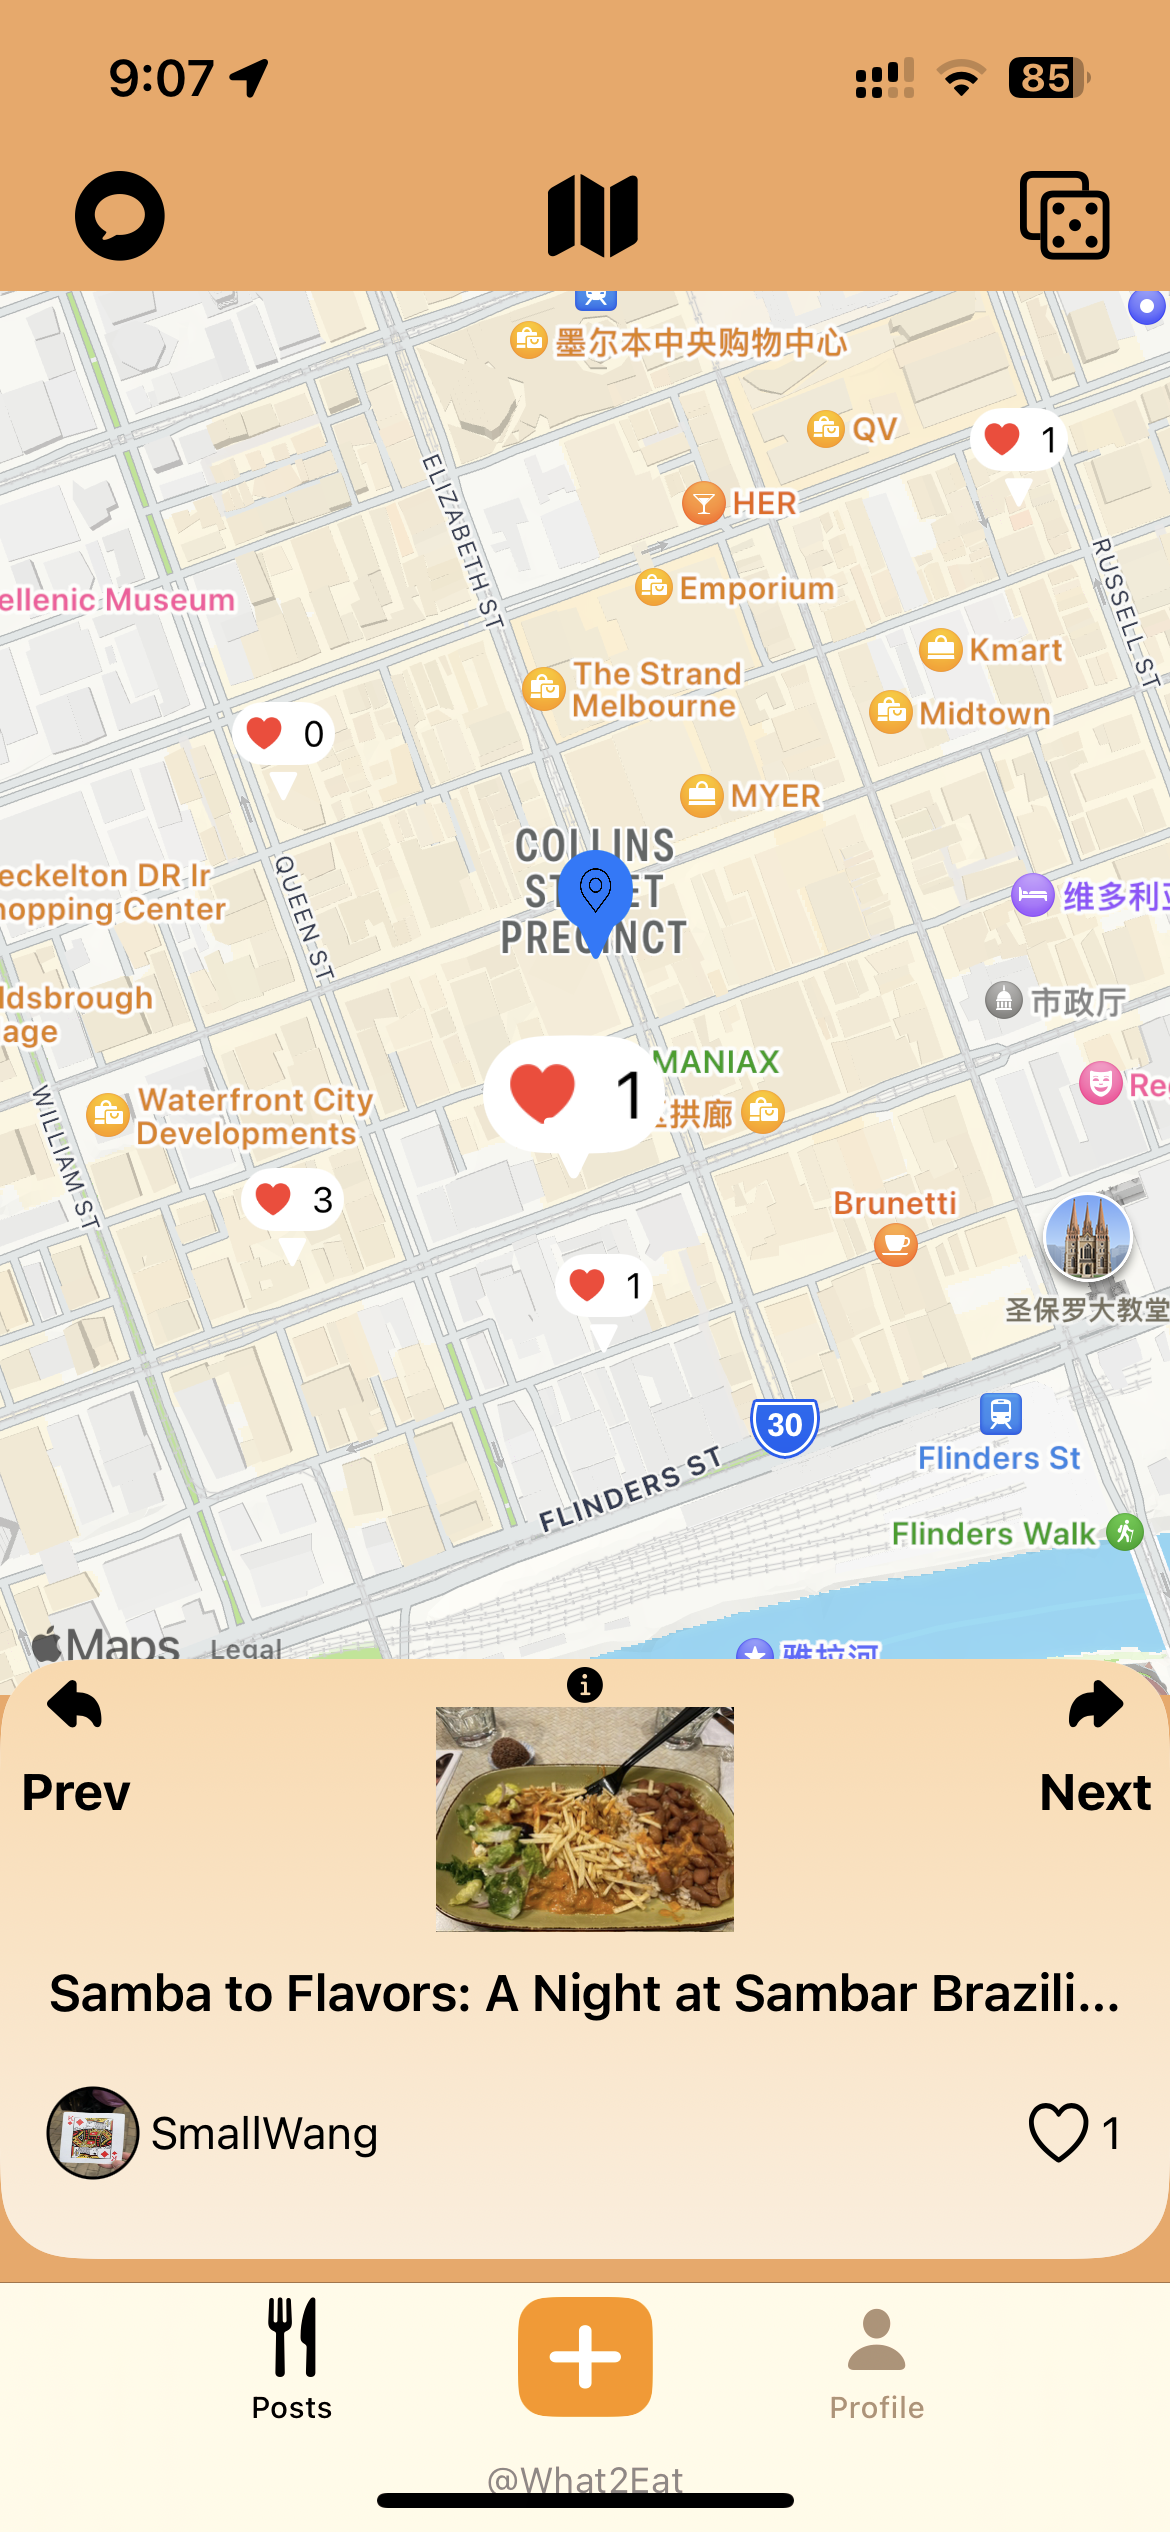 9:07
85
墨尔本中央购物中心
QV
1
HER
ELIZABETH ST
RUSSELL ST
Emporium
ellenic Museum
Kmart
The Strand
Melbourne
Midtown
0
MYER
COLLINS
ST EET
PRECINCT
eckelton DR Ir
hopping Center
QUEEN ST
维多利亚
ldsbrough
age
市政厅
MANIAX
1
拱廊
Re
Waterfront City
Developments
WILLIAM ST
3
Brunetti
1
圣保罗大教堂
30
Flinders St
FLINDERS ST
Flinders Walk
Maps
Legal
雅拉河
Prev
Next
Samba to Flavors: A Night at Sambar Brazili...
SmallWang
1
Posts
Profile
@What2Eat